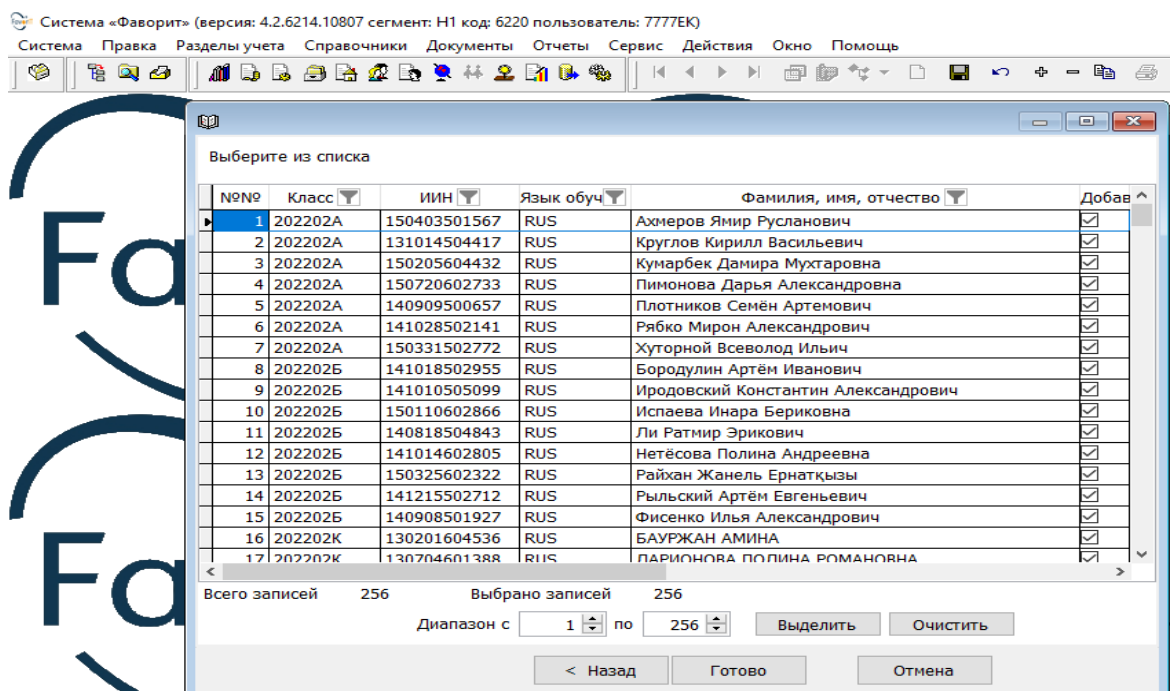 Система «Фаворит» (версия: 4.2.6214.10807 сегмент: H1 код: 6220 пользователь: 7777EK)
Система Правка Разделы учета Справочники Документы Отчеты Сервис Действия Окно Помощь
Выберите из списка
№№ Класс ИИН Язык обуч Фамилия, имя, отчество Добав
1 202202А 150403501567 RUS Ахмеров Ямир Русланович
2 202202А 131014504417 RUS Круглов Кирилл Васильевич
3 202202А 150205604432 RUS Кумарбек Дамира Мухтаровна
4 202202А 150720602733 RUS Пимонова Дарья Александровна
5 202202А 140909500657 RUS Плотников Семён Артемович
6 202202А 141028502141 RUS Рябко Мирон Александрович
7 202202А 150331502772 RUS Хуторной Всеволод Ильич
8 202202Б 141018502955 RUS Бородулин Артём Иванович
9 202202Б 141010505099 RUS Иродовский Константин Александрович
10 202202Б 150110602866 RUS Испаева Инара Бериковна
11 202202Б 140818504843 RUS Ли Ратмир Эрикович
12 202202Б 141014602805 RUS Нетёсова Полина Андреевна
13 202202Б 150325602322 RUS Райхан Жанель Ернатқызы
14 202202Б 141215502712 RUS Рыльский Артём Евгеньевич
15 202202Б 140908501927 RUS Фисенко Илья Александрович
16 202202К 130201604536 RUS БАУРЖАН АМИНА
17 202202К 130704601388 RUS ЛАРИОНОВА ПОЛИНА РОМАНОВНА
Всего записей 256 Выбрано записей 256
Диапазон с 1 по 256 Выделить Очистить
< Назад Готово Отмена
Fa
Fa